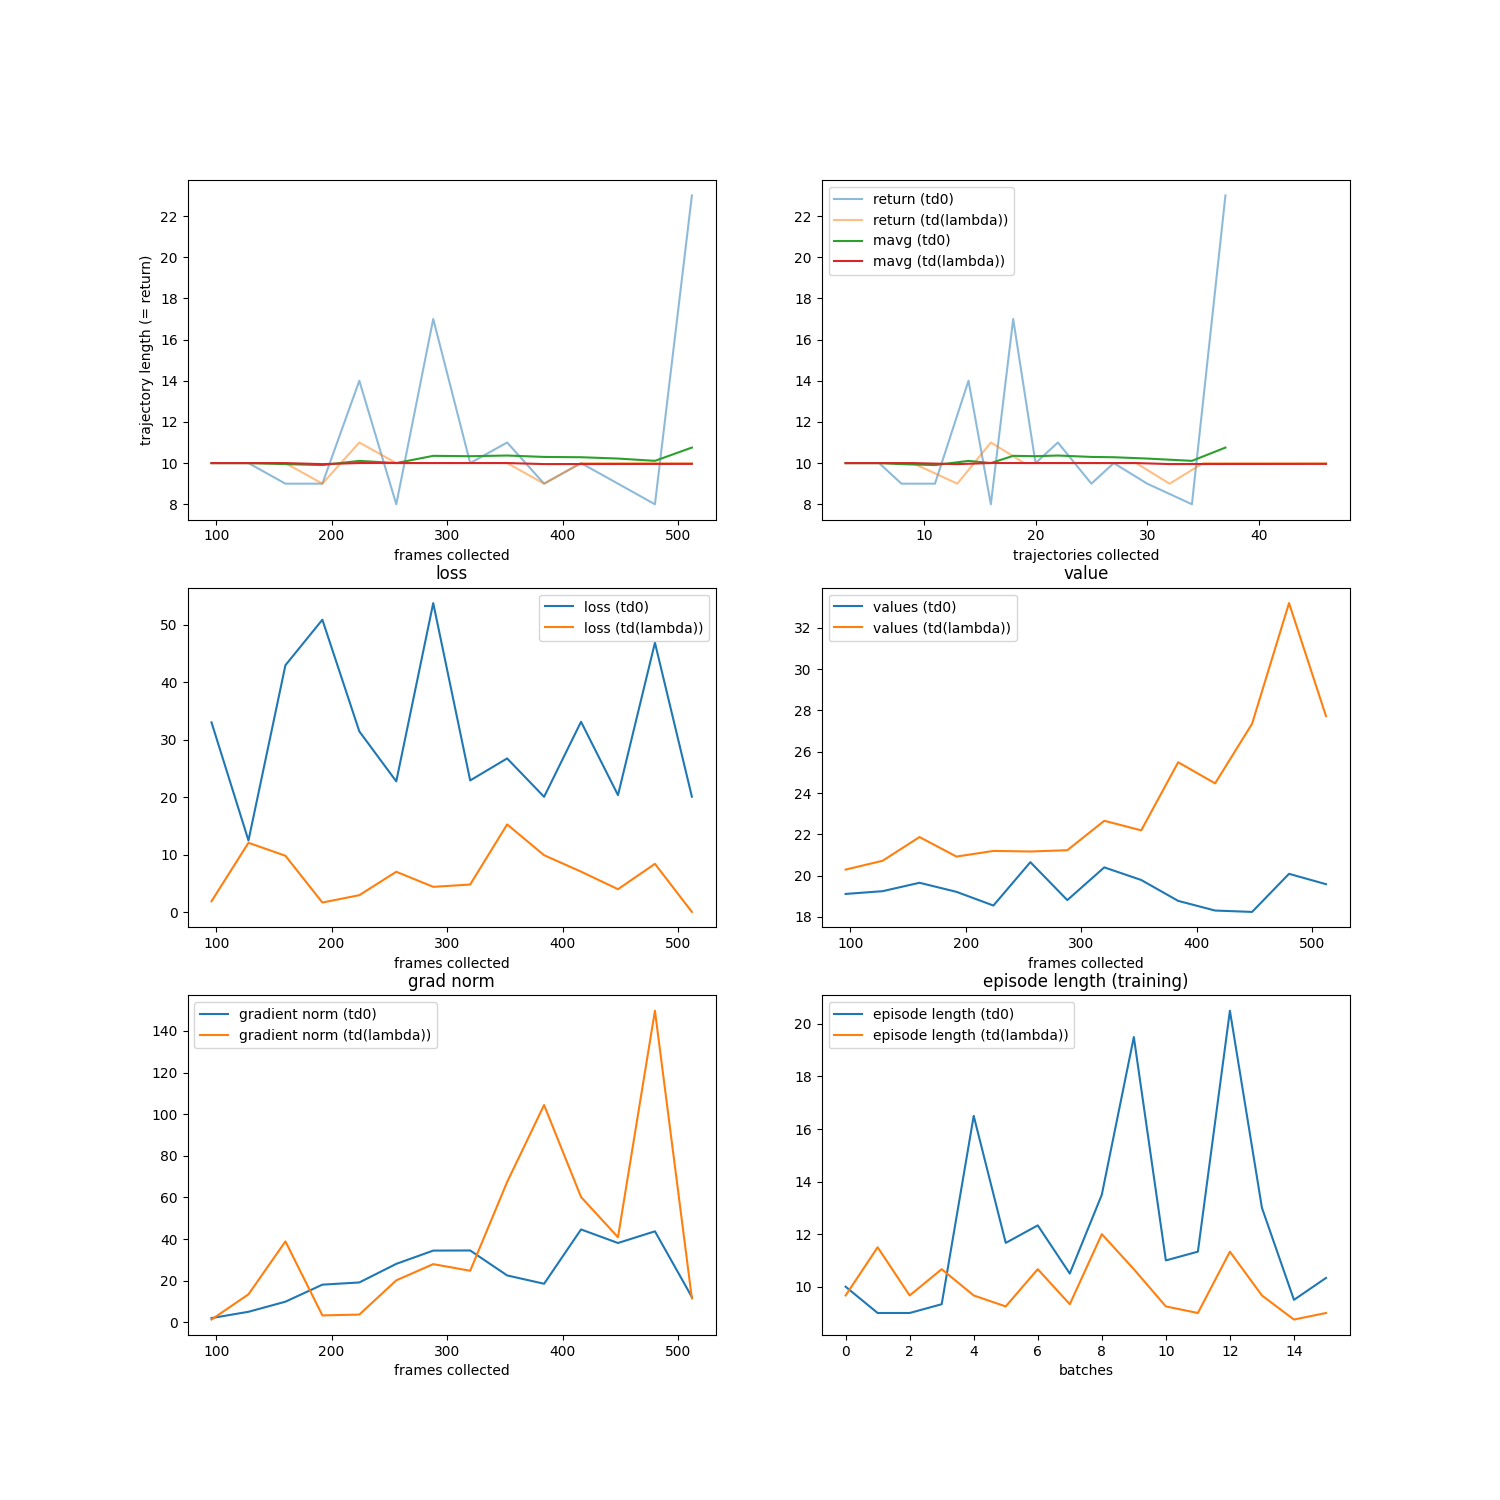 22
20
18
16
14
12
10
8
trajectory length (= return)
100 200 300 400 500
frames collected
return (td0)
return (td(lambda))
mavg (td0)
mavg (td(lambda))
22
20
18
16
14
12
10
8
10 20 30 40
trajectories collected
loss
loss (td0)
loss (td(lambda))
50
40
30
20
10
0
100 200 300 400 500
frames collected
value
values (td0)
values (td(lambda))
32
30
28
26
24
22
20
18
100 200 300 400 500
frames collected
grad norm
gradient norm (td0)
gradient norm (td(lambda))
140
120
100
80
60
40
20
0
100 200 300 400 500
frames collected
episode length (training)
episode length (td0)
episode length (td(lambda))
20
18
16
14
12
10
0 2 4 6 8 10 12 14
batches